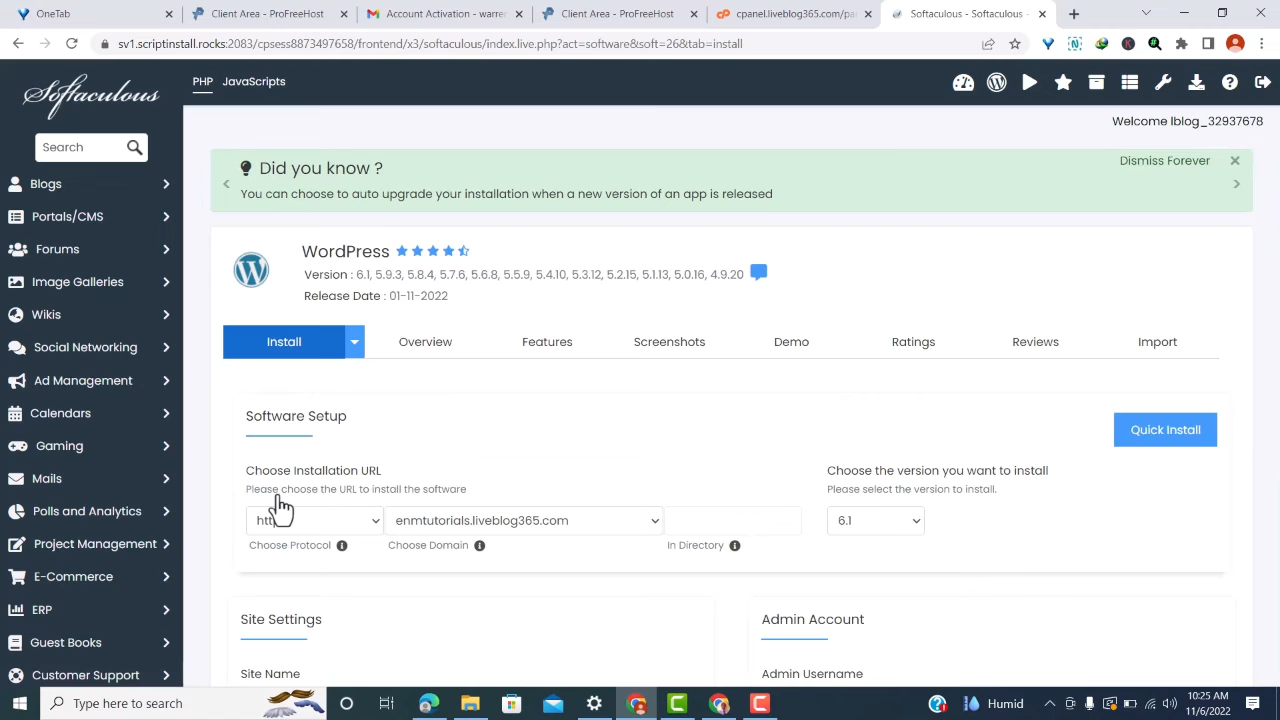 OneTab
Client Area - ProFreeHost
Account Activation - warre
Client Area - ProFreeHost
cpanel.liveblog365.com/pa
Softaculous - Softaculous -
sv1.scriptinstall.rocks:2083/cpsess8873497658/frontend/x3/softaculous/index.live.php?act=software&soft=26&tab=install
Softaculous
PHP JavaScripts
Welcome lblog_32937678
Search
Blogs
Portals/CMS
Forums
Image Galleries
Wikis
Social Networking
Ad Management
Calendars
Gaming
Mails
Polls and Analytics
Project Management
E-Commerce
ERP
Guest Books
Customer Support
Did you know ?
Dismiss Forever
You can choose to auto upgrade your installation when a new version of an app is released
WordPress
Version : 6.1, 5.9.3, 5.8.4, 5.7.6, 5.6.8, 5.5.9, 5.4.10, 5.3.12, 5.2.15, 5.1.13, 5.0.16, 4.9.20
Release Date : 01-11-2022
Install Overview Features Screenshots Demo Ratings Reviews Import
Software Setup
Quick Install
Choose Installation URL
Please choose the URL to install the software
enmtutorials.liveblog365.com
Choose Protocol
Choose Domain
In Directory
Choose the version you want to install
Please select the version to install.
6.1
Site Settings
Site Name
Admin Account
Admin Username
Type here to search
Humid
10:25 AM
11/6/2022